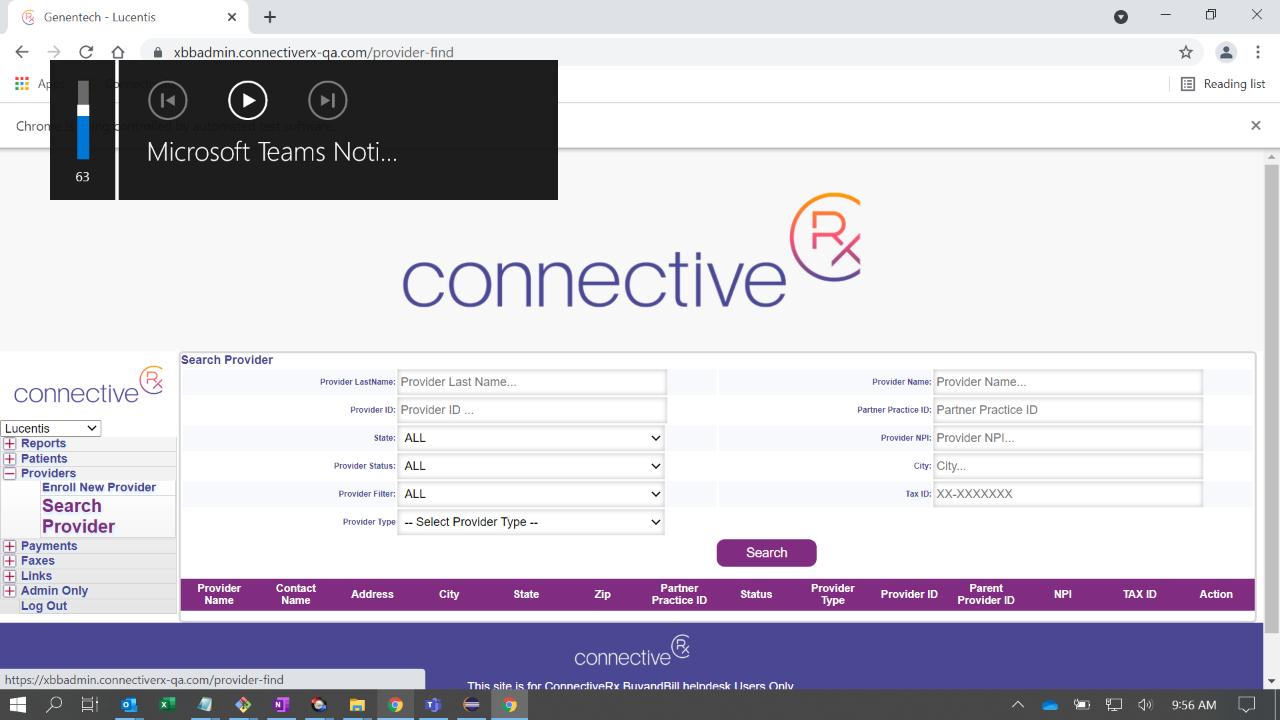 Genentech - Lucentis
xbbadmin.connectiverx-qa.com/provider-find
Reading list
63
Microsoft Teams Noti...
connective Rx
connective Rx
Lucentis
Reports
Patients
Providers
Enroll New Provider
Search
Provider
Payments
Faxes
Links
Admin Only
Log Out
Search Provider
Provider LastName: Provider Last Name... Provider Name: Provider Name...
Provider ID: Provider ID ... Partner Practice ID: Partner Practice ID
State: ALL Provider NPI: Provider NPI...
Provider Status: ALL City: City...
Provider Filter: ALL Tax ID: XX-XXXXXXX
Provider Type -- Select Provider Type --
Search
Provider Name Contact Name Address City State Zip Partner Practice ID Status Provider Type Provider ID Parent Provider ID NPI TAX ID Action
connective Rx
https://xbbadmin.connectiverx-qa.com/provider-find
This site is for ConnectiveRx BuyandBill helpdesk Users Only
9:56 AM